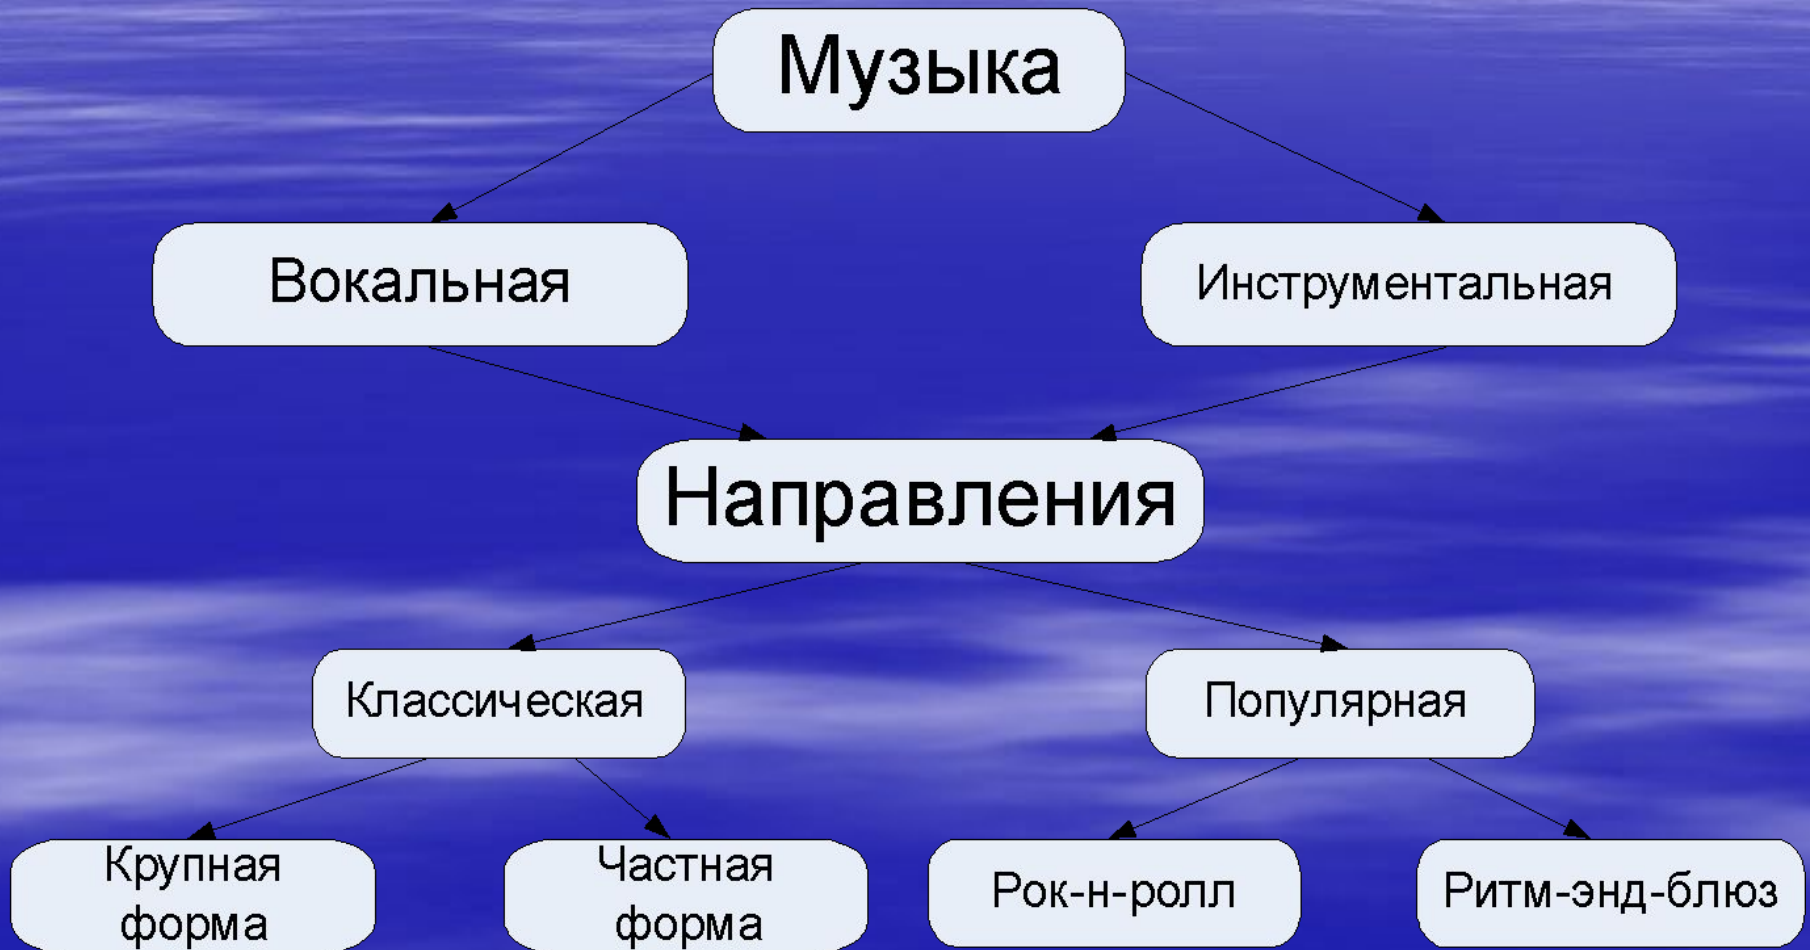 Музыка
Вокальная
Инструментальная
Направления
Классическая
Популярная
Крупная
форма
Частная
форма
Рок-н-ролл
Ритм-энд-блюз